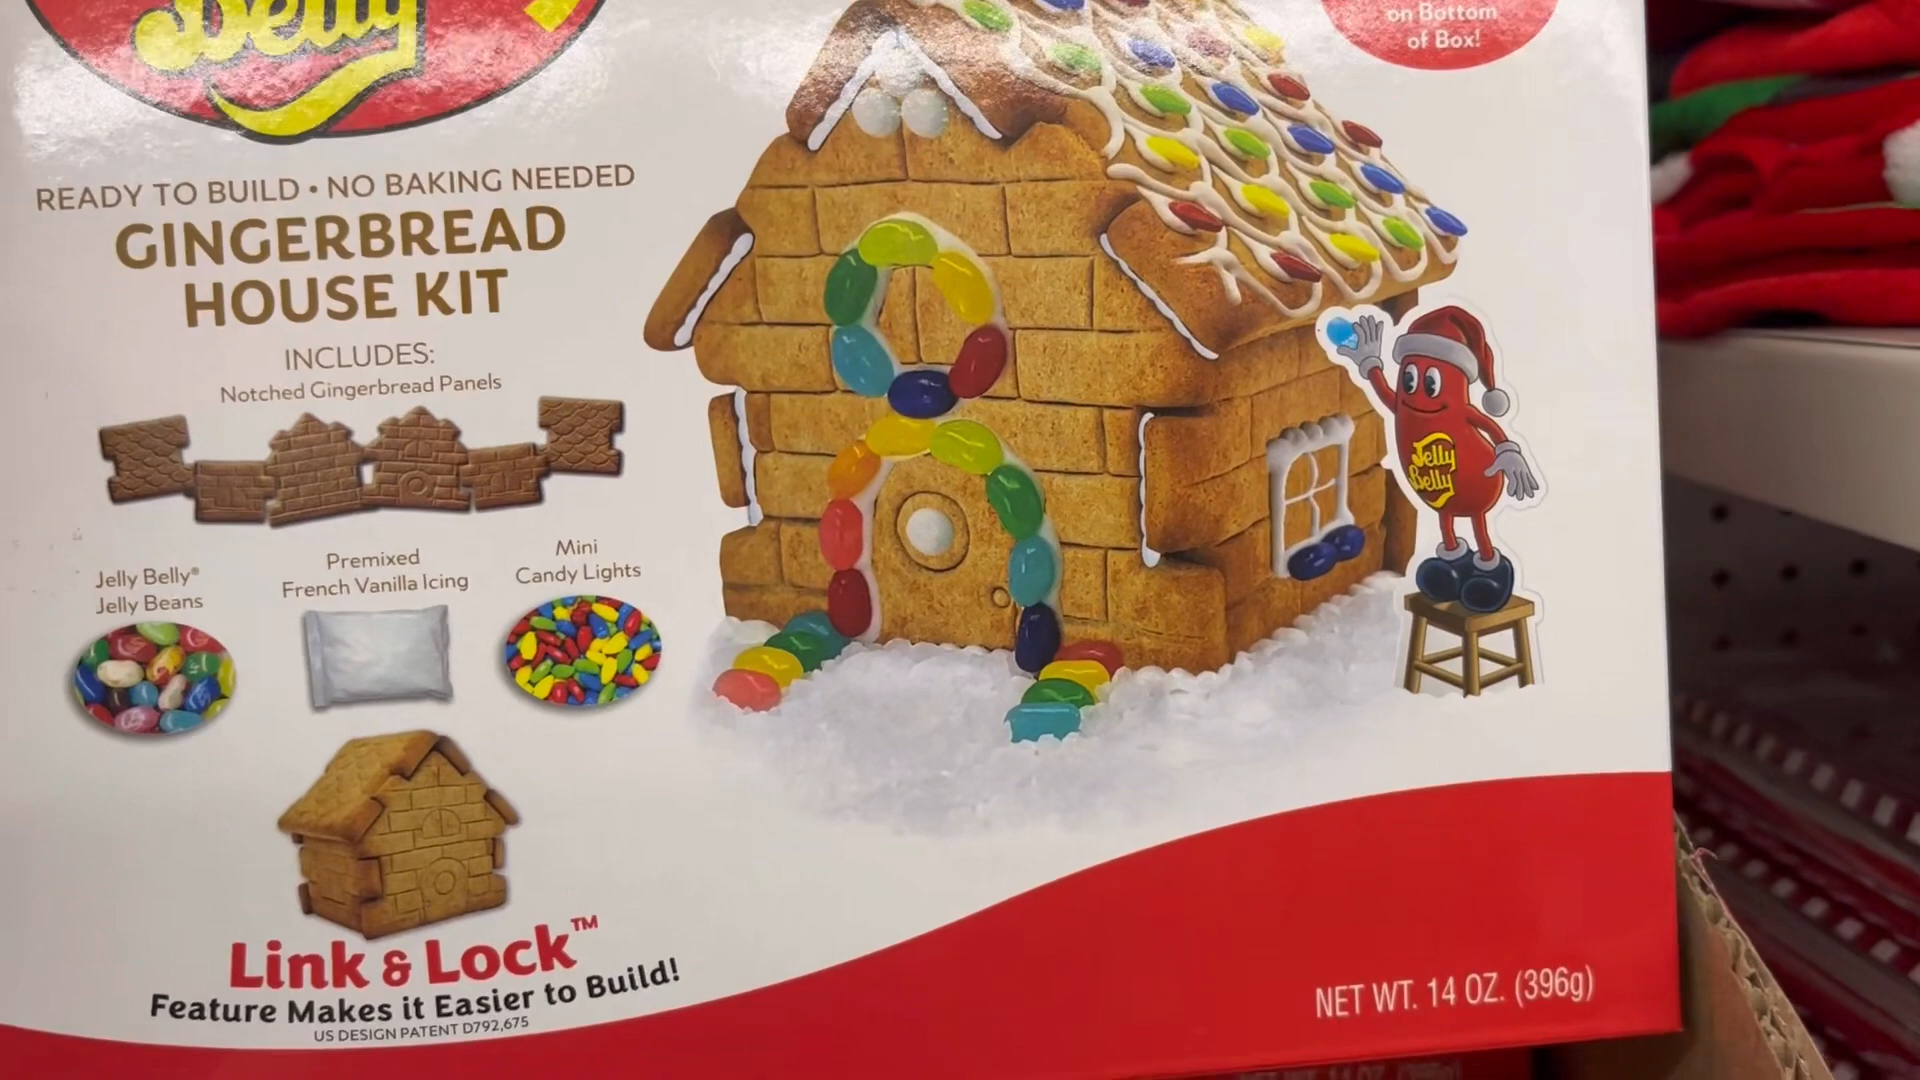 Belly
on Bottom
of Box!
READY TO BUILD • NO BAKING NEEDED
GINGERBREAD
HOUSE KIT
INCLUDES:
Notched Gingerbread Panels
Jelly Belly®
Jelly Beans
Premixed
French Vanilla Icing
Mini
Candy Lights
Jelly
Belly
Link & Lock™
Feature Makes it Easier to Build!
US DESIGN PATENT D792,675
NET WT. 14 OZ. (396g)